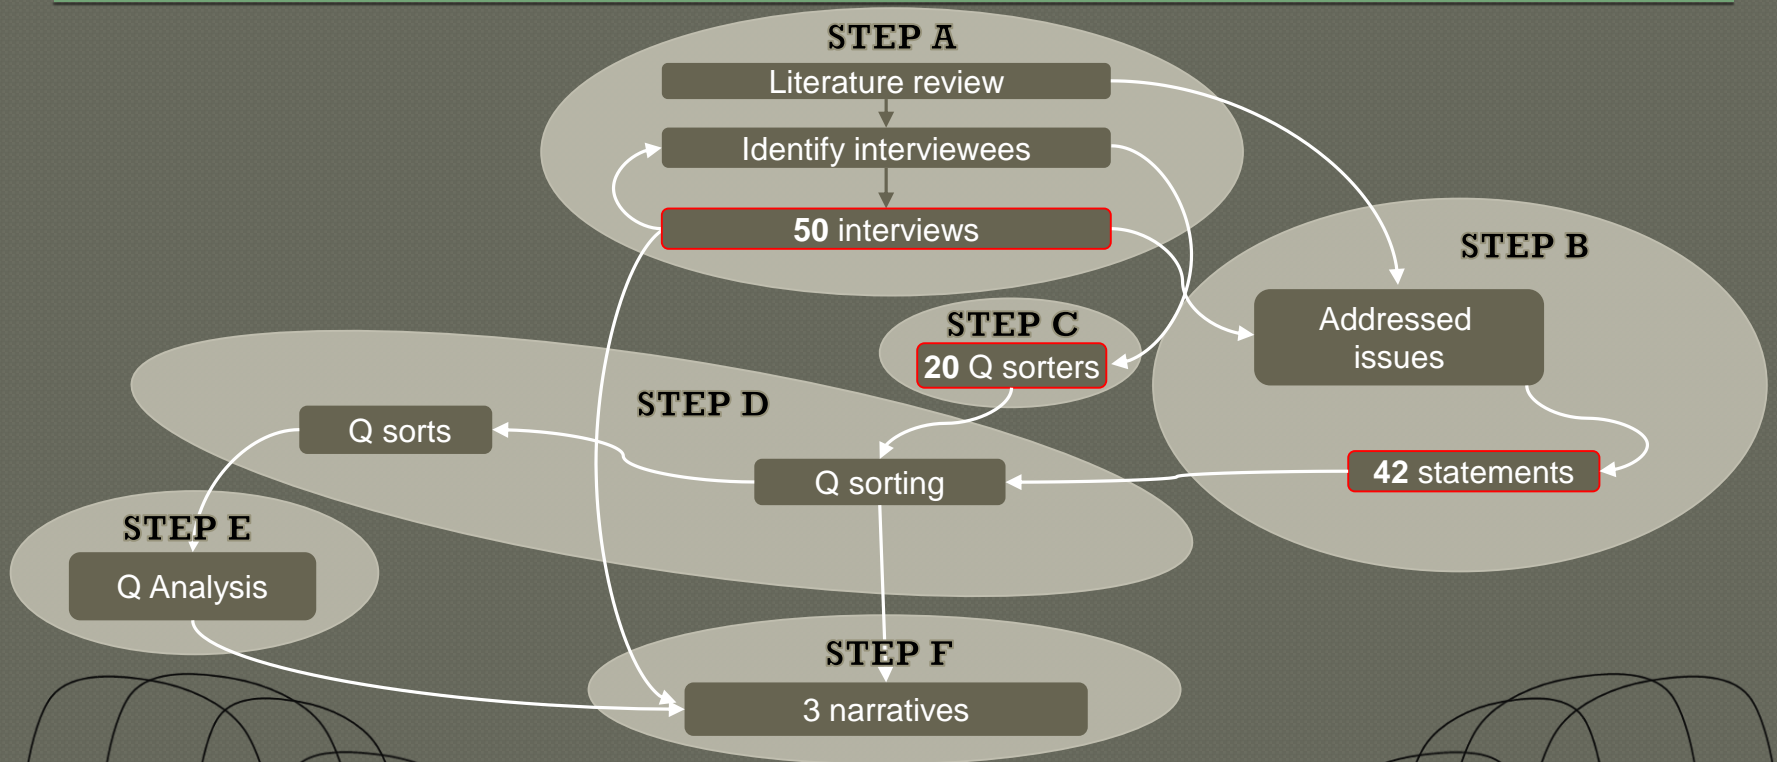 STEP A
Literature review
Identify interviewees
50 interviews
STEP B
Addressed
issues
42 statements
STEP C
20 Q sorters
STEP D
Q sorts
Q sorting
STEP E
Q Analysis
STEP F
3 narratives